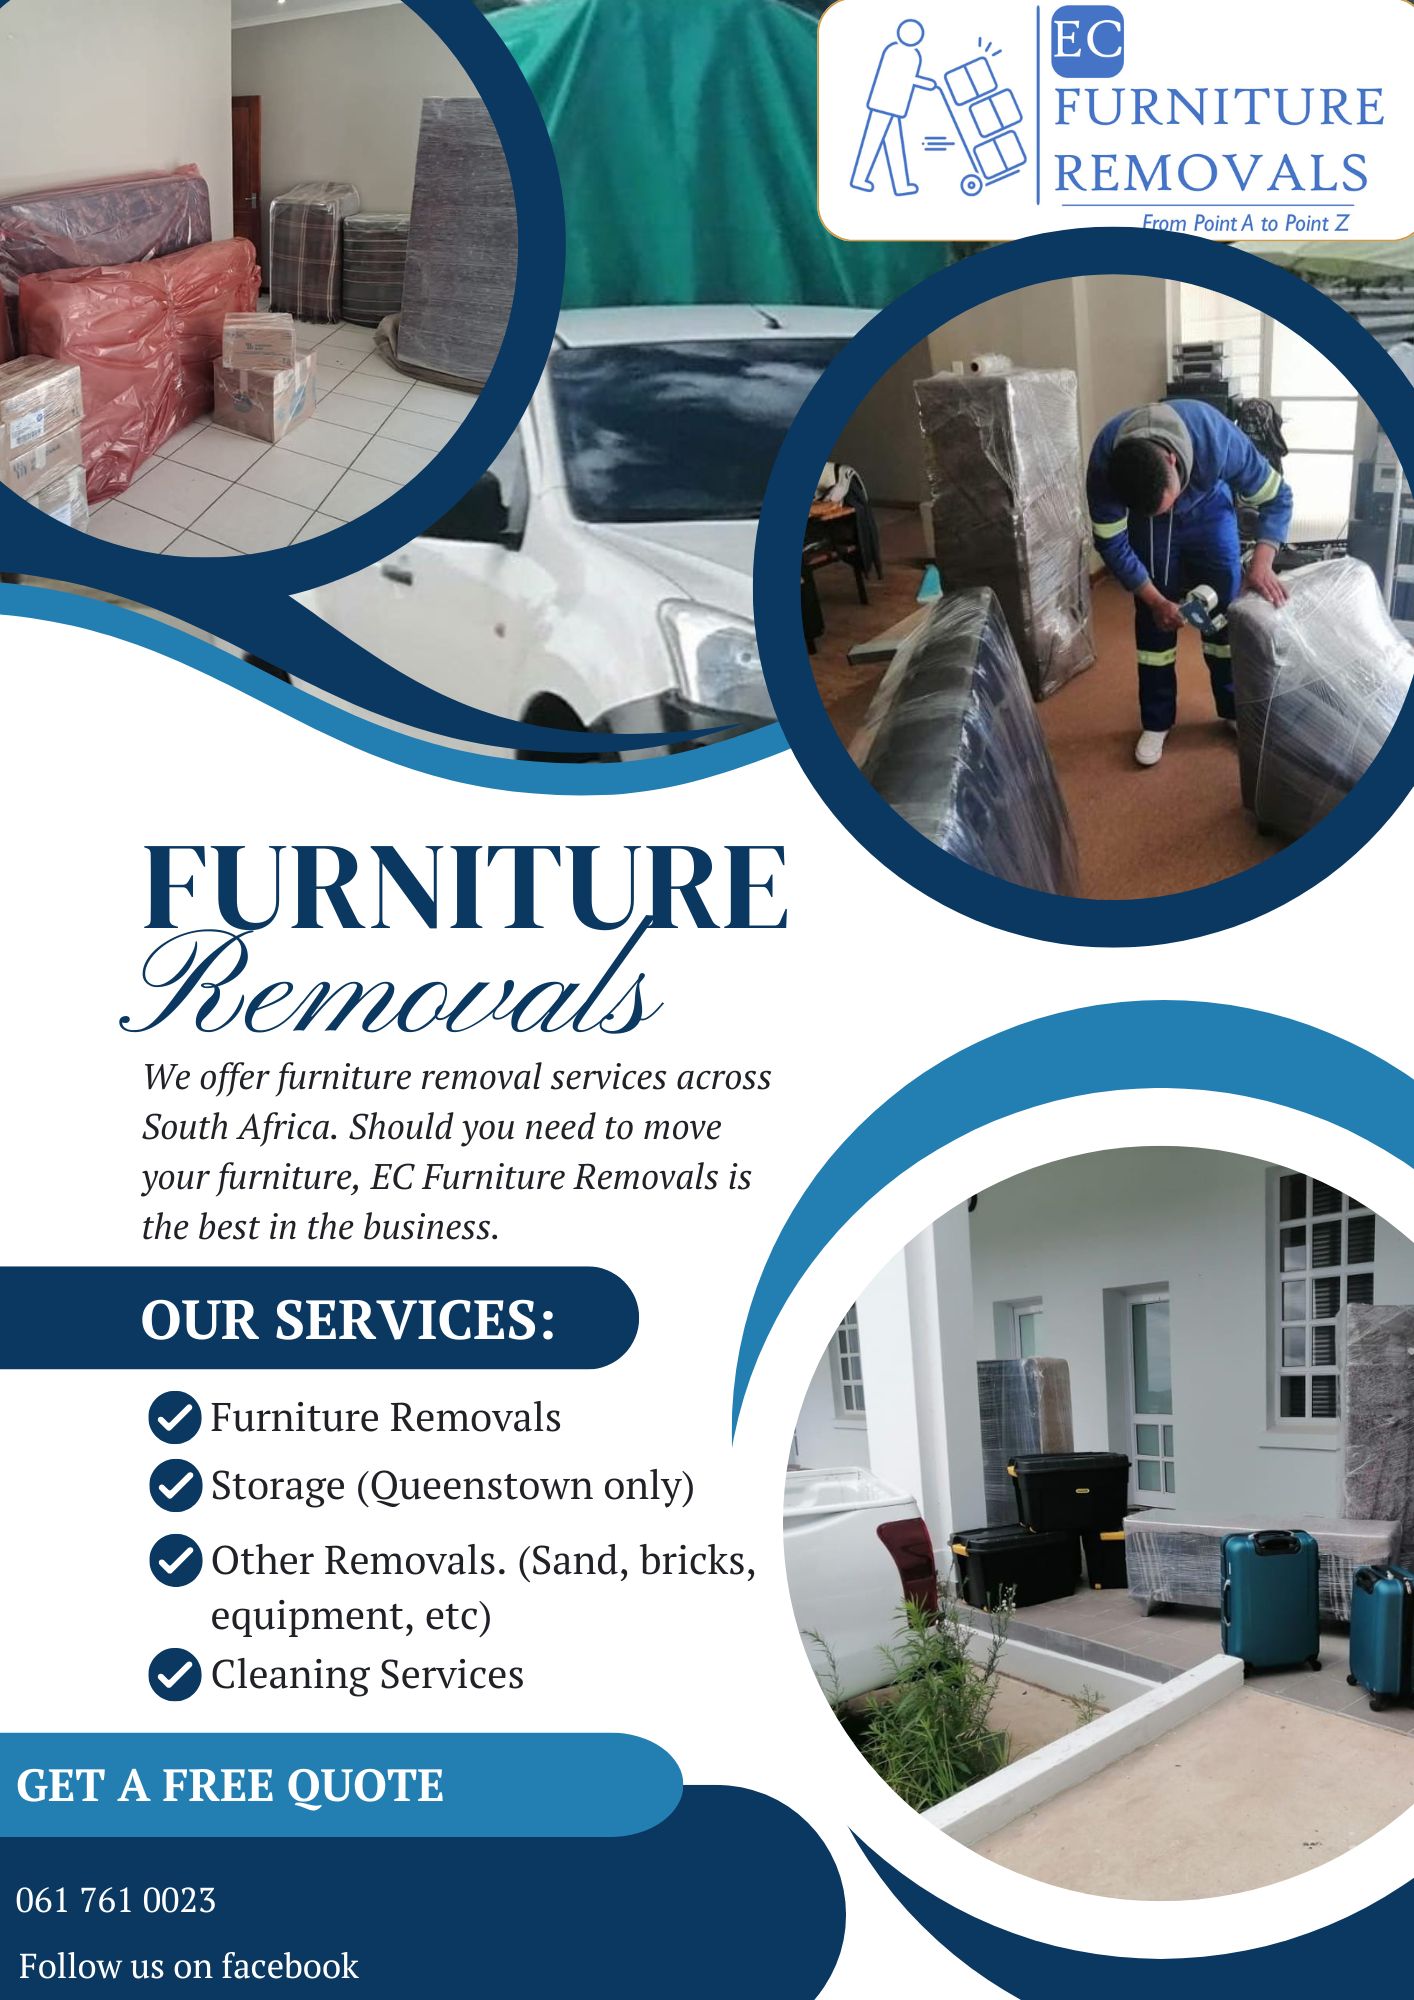 EC
FURNITURE
REMOVALS
From Point A to Point Z
FURNITURE
Removals
We offer furniture removal services across
South Africa. Should you need to move
your furniture, EC Furniture Removals is
the best in the business.
OUR SERVICES:
Furniture Removals
Storage (Queenstown only)
Other Removals. (Sand, bricks,
equipment, etc)
Cleaning Services
GET A FREE QUOTE
061 761 0023
Follow us on facebook